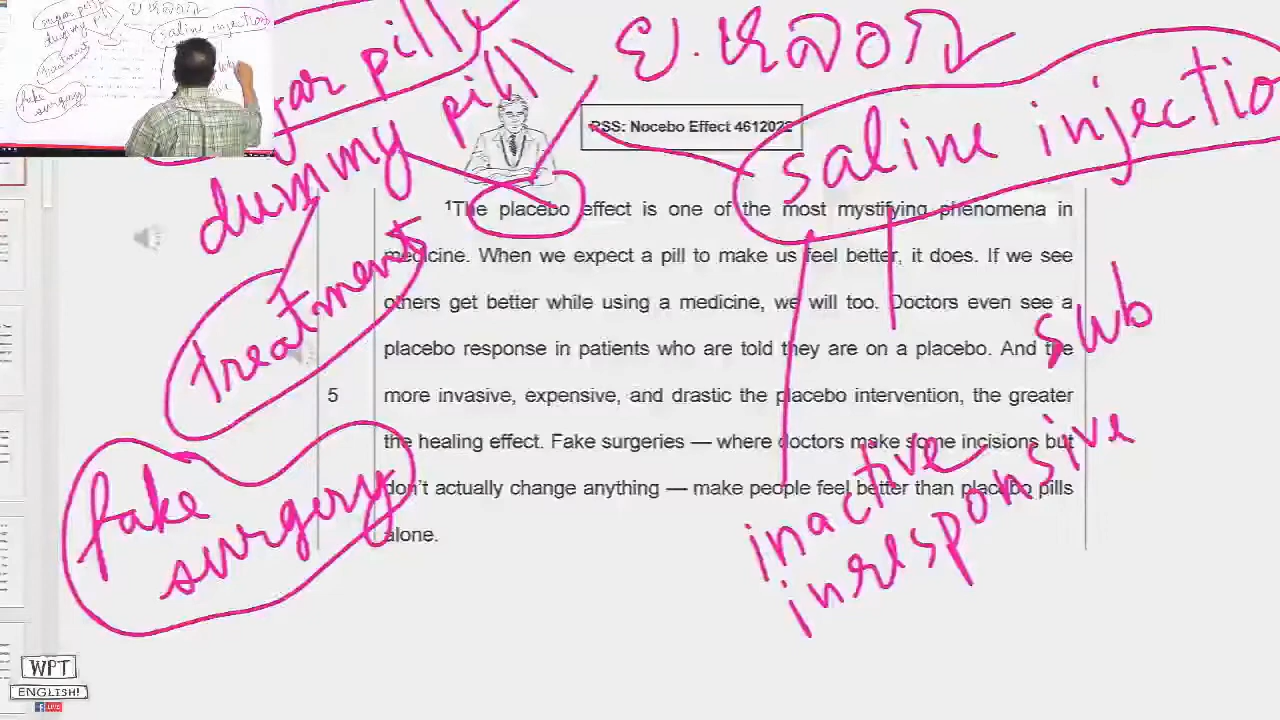 sugar pills
dummy pill
ย.หลอก
saline injection
RSS: Nocebo Effect 4612022
treatment
fake
surgery
sub
inactive
inresponsive
¹The placebo effect is one of the most mystifying phenomena in
medicine. When we expect a pill to make us feel better, it does. If we see
others get better while using a medicine, we will too. Doctors even see a
placebo response in patients who are told they are on a placebo. And the
5 more invasive, expensive, and drastic the placebo intervention, the greater
the healing effect. Fake surgeries — where doctors make some incisions but
don't actually change anything — make people feel better than placebo pills
alone.
WPT
ENGLISH!
LIVE